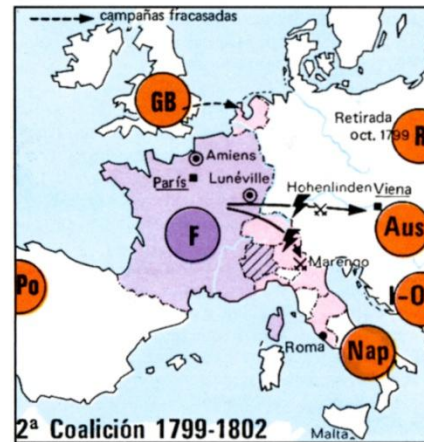 campañas fracasadas
GB
Retirada
oct. 1799
R
Amiens
París
Lunéville
Hohenlinden
Viena
Aus
F
Marengo
Po
I-O
Roma
Nap
2ª Coalición 1799-1802
Malta